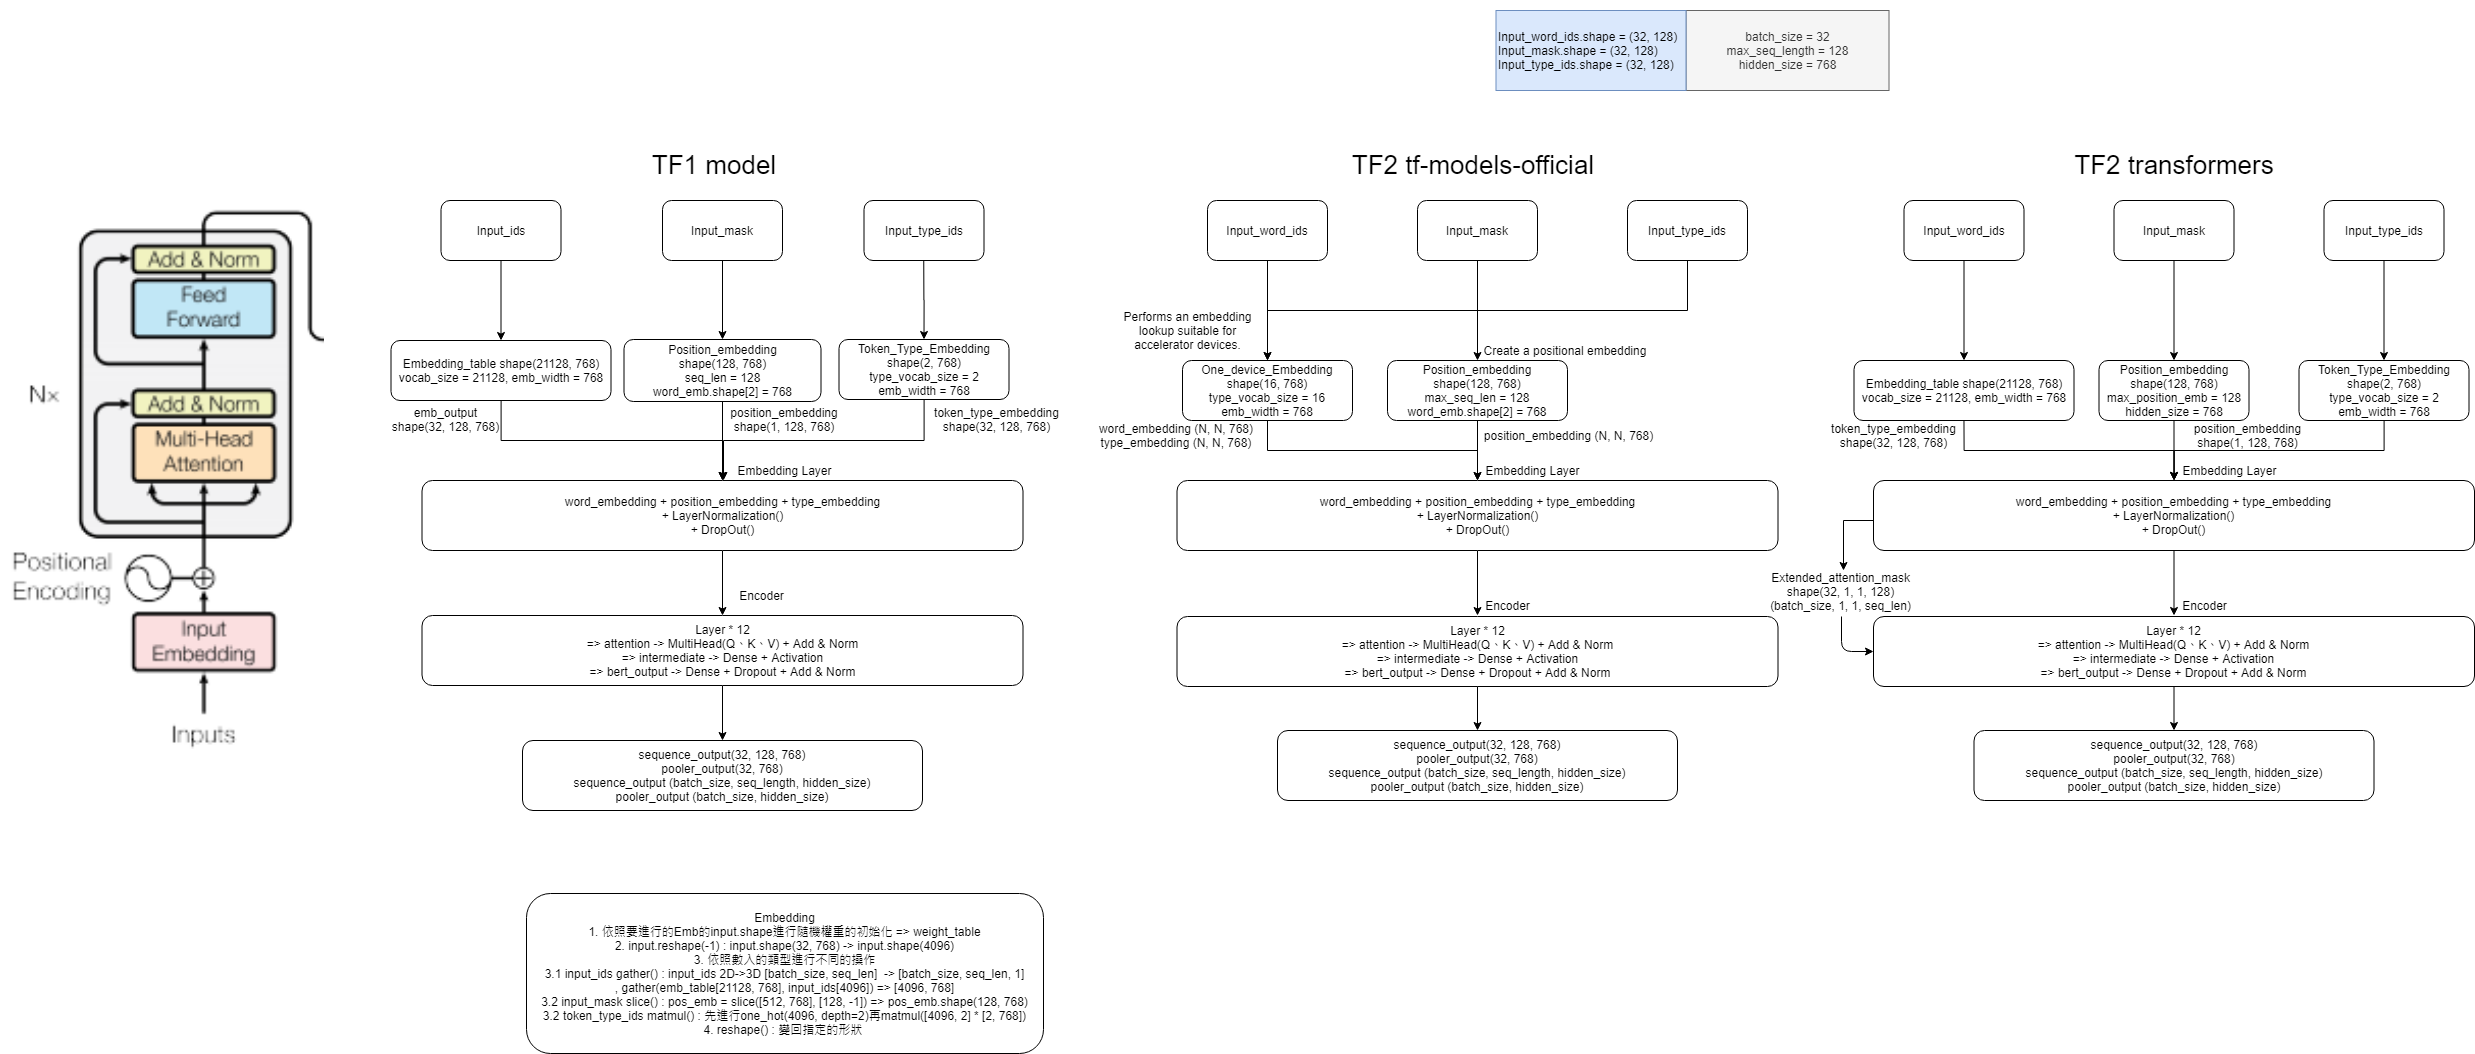 Input_word_ids.shape = (32, 128)
Input_mask.shape = (32, 128)
Input_type_ids.shape = (32, 128)
batch_size = 32
max_seq_length = 128
hidden_size = 768
Add & Norm
Feed
Forward
Nx
Add & Norm
Multi-Head
Attention
Positional
Encoding
Input
Embedding
Inputs
TF1 model
Input_ids
Input_mask
Input_type_ids
Embedding_table shape(21128, 768)
vocab_size = 21128, emb_width = 768
Position_embedding
shape(128, 768)
seq_len = 128
word_emb.shape[2] = 768
Token_Type_Embedding
shape(2, 768)
type_vocab_size = 2
emb_width = 768
emb_output
shape(32, 128, 768)
position_embedding
shape(1, 128, 768)
token_type_embedding
shape(32, 128, 768)
Embedding Layer
word_embedding + position_embedding + type_embedding
+ LayerNormalization()
+ DropOut()
Encoder
Layer * 12
=> attention -> MultiHead(Q、K、V) + Add & Norm
=> intermediate -> Dense + Activation
=> bert_output -> Dense + Dropout + Add & Norm
sequence_output(32, 128, 768)
pooler_output(32, 768)
sequence_output (batch_size, seq_length, hidden_size)
pooler_output (batch_size, hidden_size)
Embedding
1. 依照要進行的Emb的input.shape進行隨機權重的初始化 => weight_table
2. input.reshape(-1) : input.shape(32, 768) -> input.shape(4096)
3. 依照數入的類型進行不同的操作
3.1 input_ids gather() : input_ids 2D->3D [batch_size, seq_len] -> [batch_size, seq_len, 1]
, gather(emb_table[21128, 768], input_ids[4096]) => [4096, 768]
3.2 input_mask slice() : pos_emb = slice([512, 768], [128, -1]) => pos_emb.shape(128, 768)
3.2 token_type_ids matmul() : 先進行one_hot(4096, depth=2)再matmul([4096, 2] * [2, 768])
4. reshape() : 變回指定的形狀
TF2 tf-models-official
Input_word_ids
Input_mask
Input_type_ids
Performs an embedding
lookup suitable for
accelerator devices.
Create a positional embedding
One_device_Embedding
shape(16, 768)
type_vocab_size = 16
emb_width = 768
Position_embedding
shape(128, 768)
max_seq_len = 128
word_emb.shape[2] = 768
word_embedding (N, N, 768)
type_embedding (N, N, 768)
position_embedding (N, N, 768)
Embedding Layer
word_embedding + position_embedding + type_embedding
+ LayerNormalization()
+ DropOut()
Encoder
Layer * 12
=> attention -> MultiHead(Q、K、V) + Add & Norm
=> intermediate -> Dense + Activation
=> bert_output -> Dense + Dropout + Add & Norm
sequence_output(32, 128, 768)
pooler_output(32, 768)
sequence_output (batch_size, seq_length, hidden_size)
pooler_output (batch_size, hidden_size)
TF2 transformers
Input_word_ids
Input_mask
Input_type_ids
Embedding_table shape(21128, 768)
vocab_size = 21128, emb_width = 768
Position_embedding
shape(128, 768)
max_position_emb = 128
hidden_size = 768
Token_Type_Embedding
shape(2, 768)
type_vocab_size = 2
emb_width = 768
token_type_embedding
shape(32, 128, 768)
position_embedding
shape(1, 128, 768)
Embedding Layer
word_embedding + position_embedding + type_embedding
+ LayerNormalization()
+ DropOut()
Extended_attention_mask
shape(32, 1, 1, 128)
(batch_size, 1, 1, seq_len)
Encoder
Layer * 12
=> attention -> MultiHead(Q、K、V) + Add & Norm
=> intermediate -> Dense + Activation
=> bert_output -> Dense + Dropout + Add & Norm
sequence_output(32, 128, 768)
pooler_output(32, 768)
sequence_output (batch_size, seq_length, hidden_size)
pooler_output (batch_size, hidden_size)